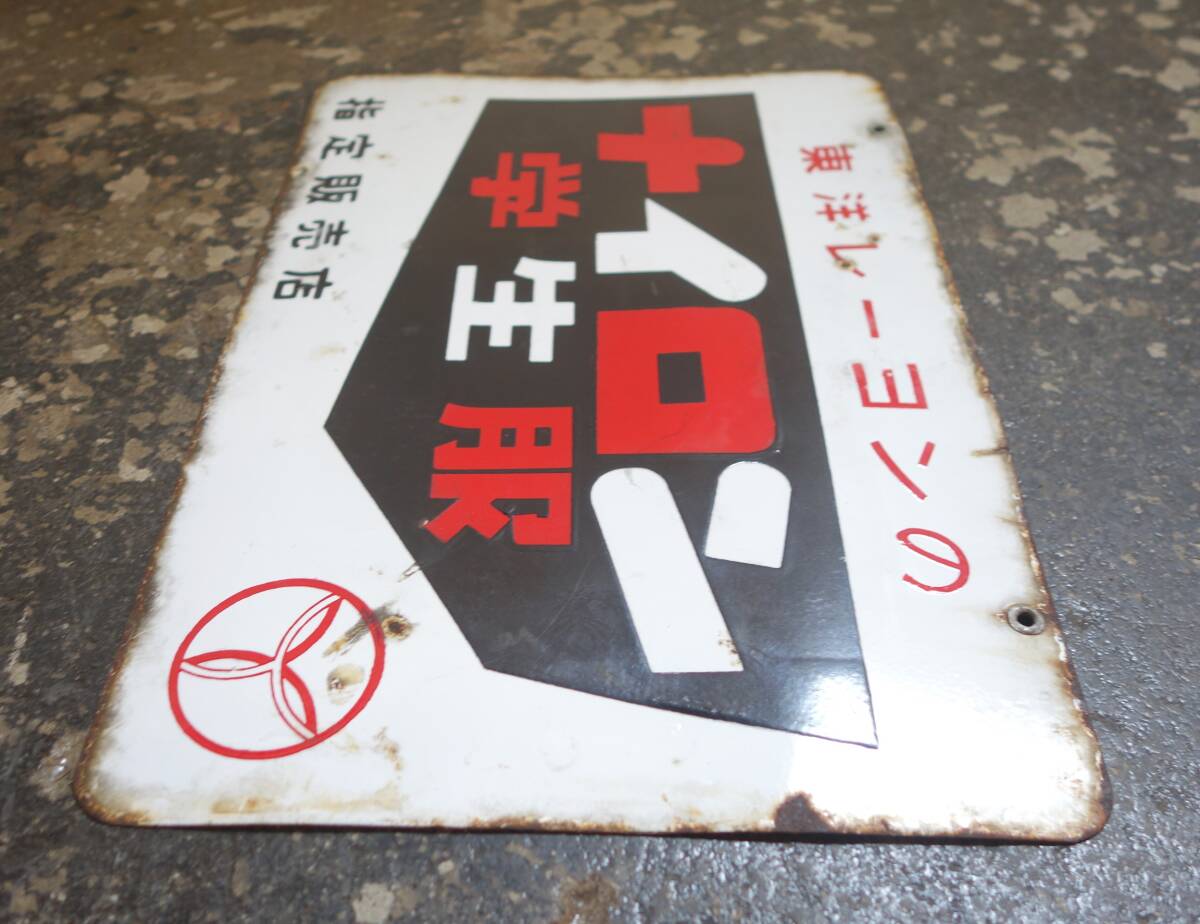 東洋レーヨンの
ナイロン
学生服
指定販売店